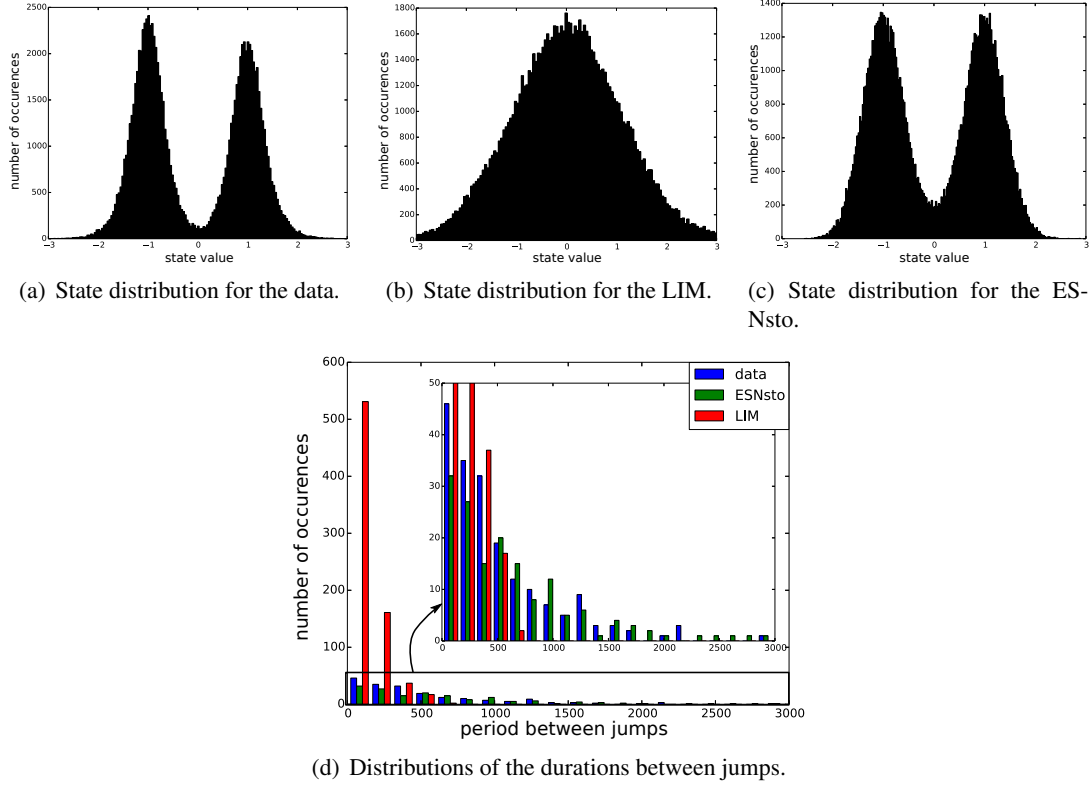 2500
2000
1500
1000
500
0
number of occurences
−3 −2 −1 0 1 2 3
state value
(a) State distribution for the data.
1800
1600
1400
1200
1000
800
600
400
200
0
number of occurences
−3 −2 −1 0 1 2 3
state value
(b) State distribution for the LIM.
1400
1200
1000
800
600
400
200
0
number of occurences
−3 −2 −1 0 1 2 3
state value
(c) State distribution for the ES-
Nsto.
600
500
400
300
200
100
0
number of occurences
0 500 1000 1500 2000 2500 3000
period between jumps
50
40
30
20
10
0
0 500 1000 1500 2000 2500 3000
data
ESNsto
LIM
(d) Distributions of the durations between jumps.